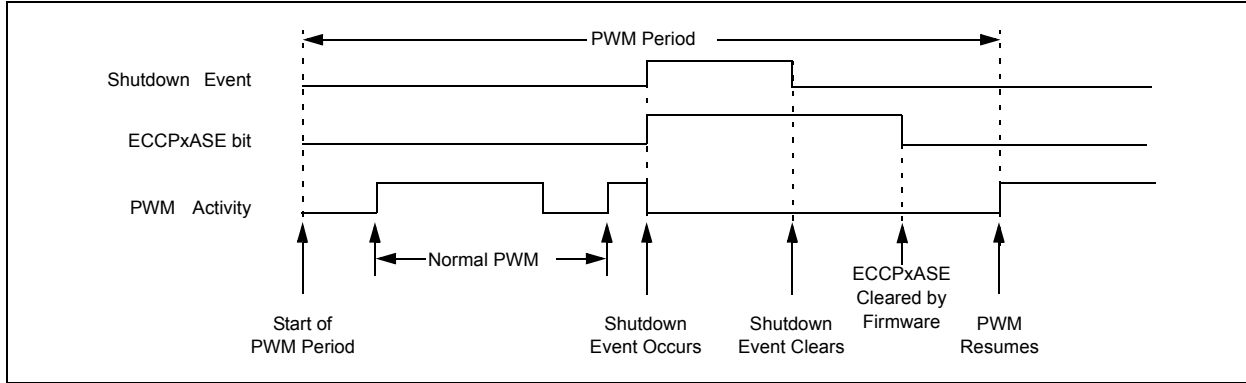 PWM Period
Shutdown Event
ECCPxASE bit
PWM Activity
Normal PWM
Start of
PWM Period
Shutdown
Event Occurs
Shutdown
Event Clears
ECCPxASE
Cleared by
Firmware
PWM
Resumes